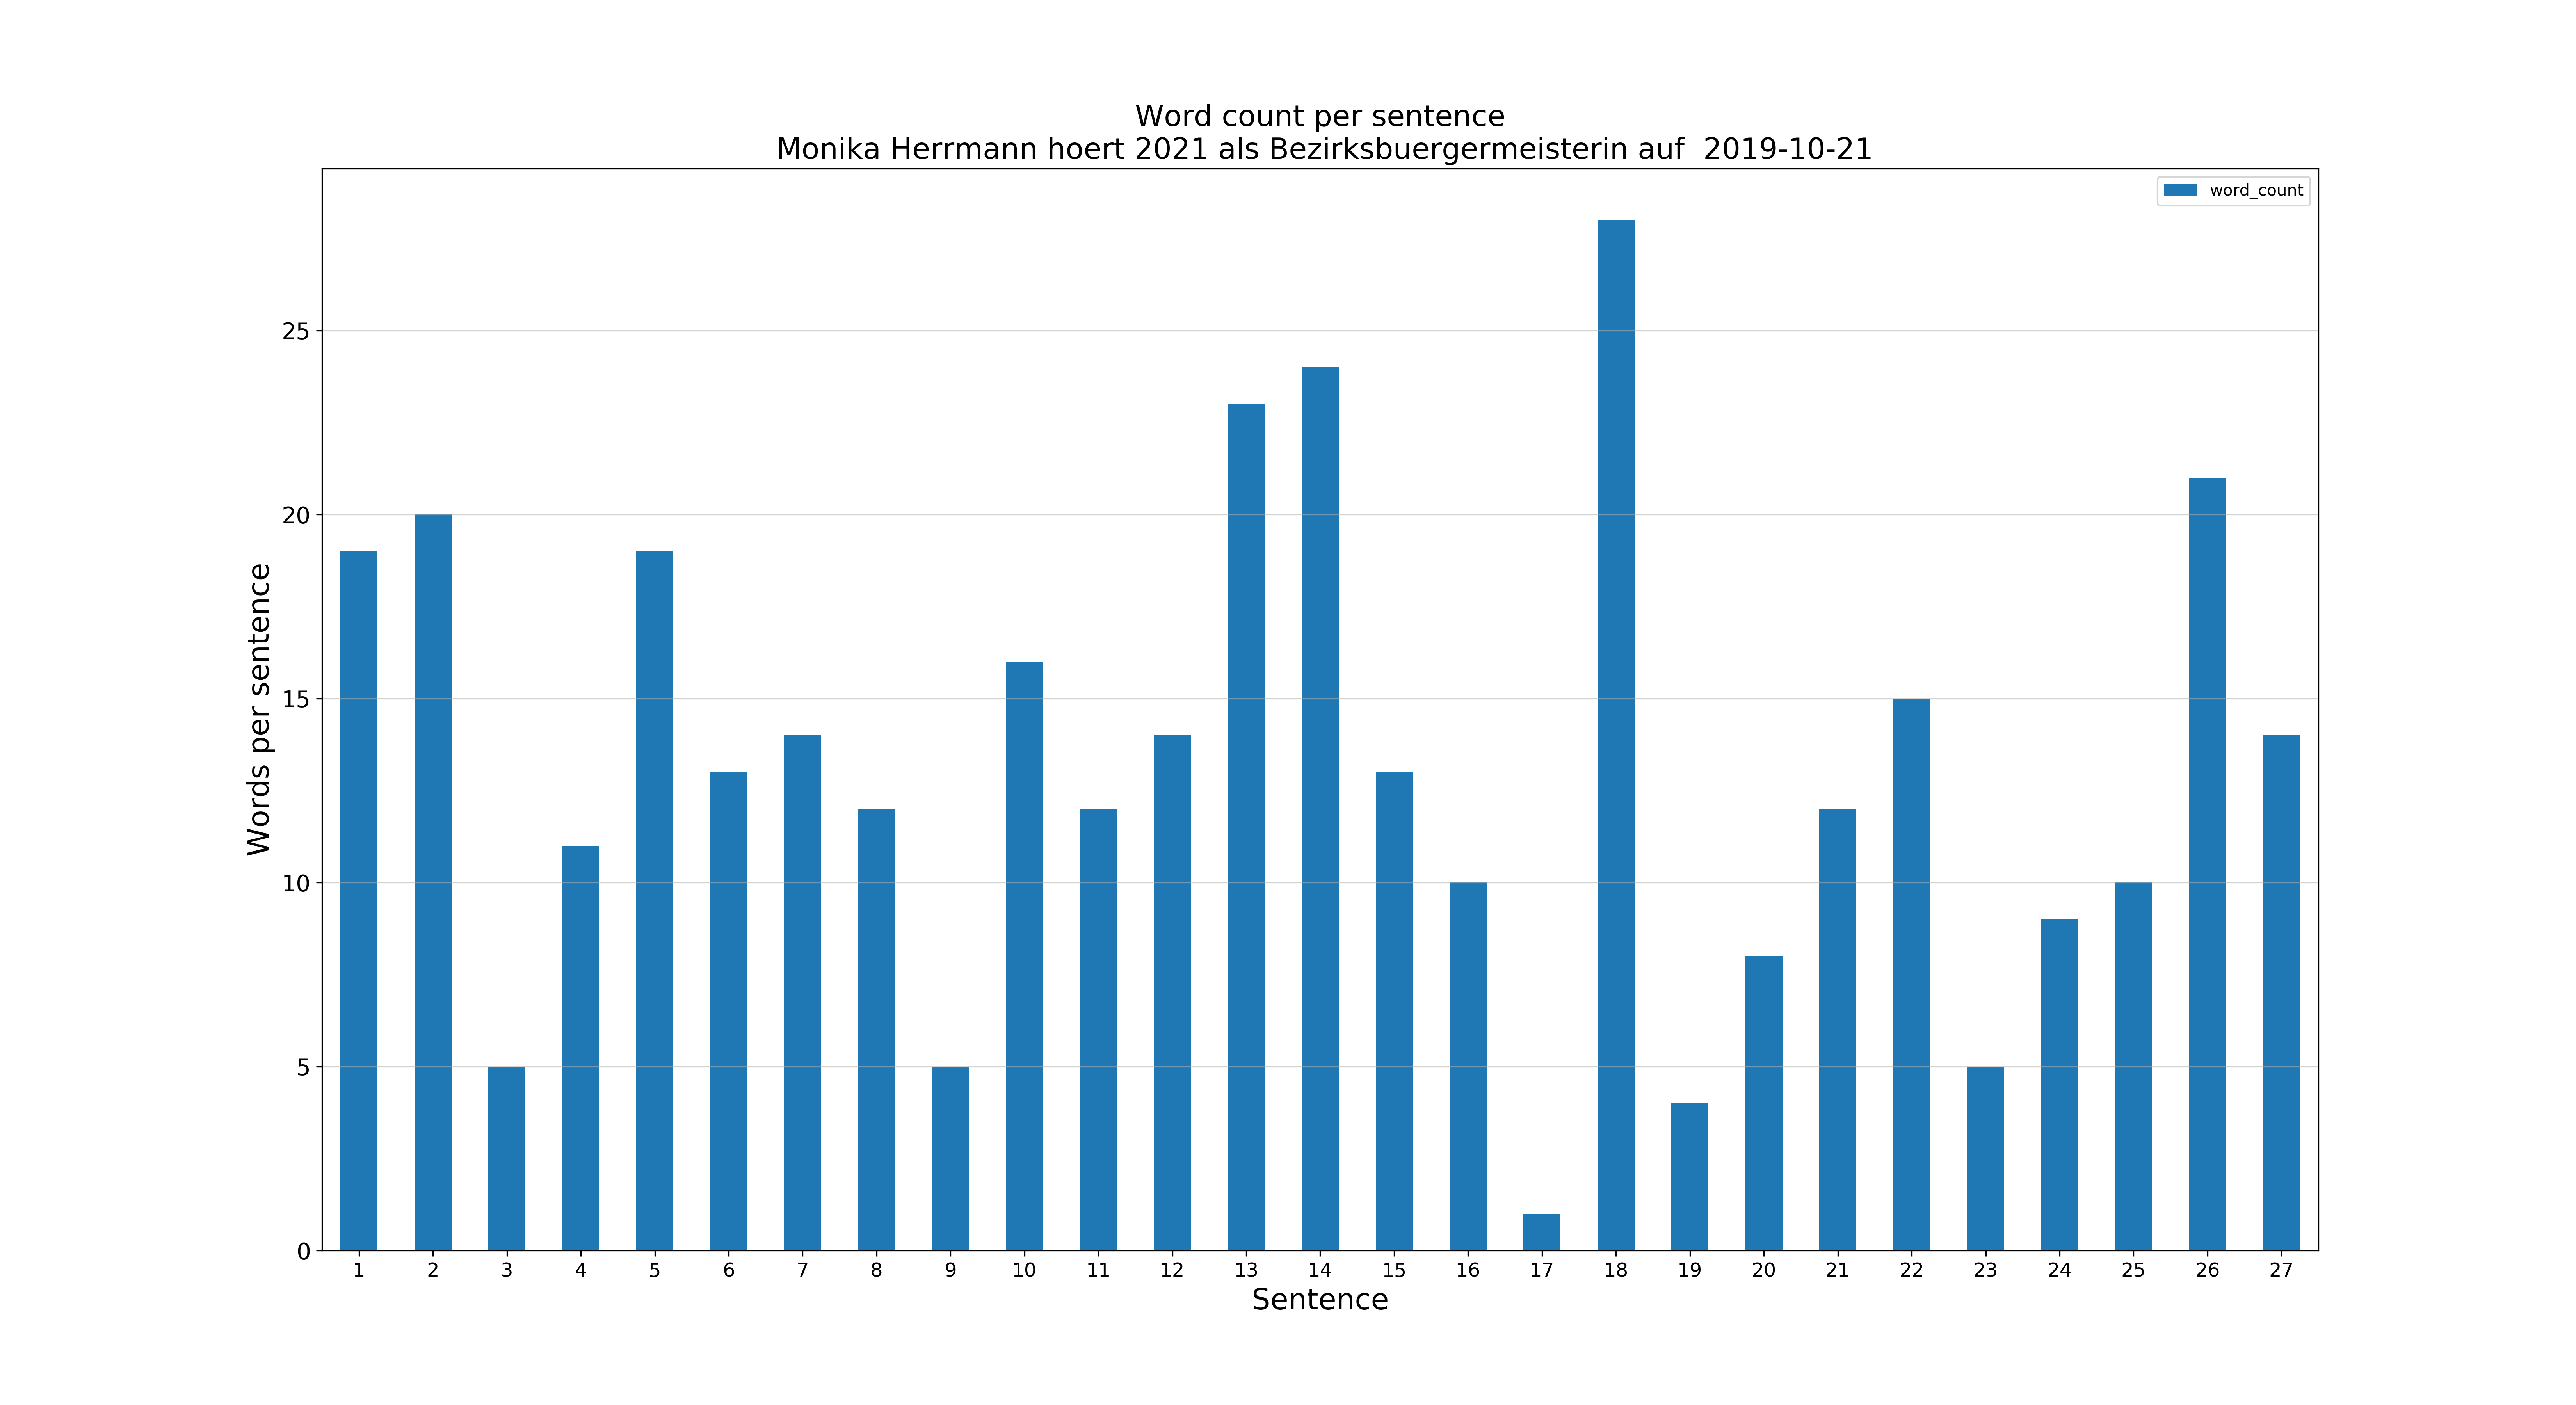 Word count per sentence
Monika Herrmann hoert 2021 als Bezirksbuergermeisterin auf  2019-10-21
word_count
25
20
15
10
5
0
Words per sentence
1 2 3 4 5 6 7 8 9 10 11 12 13 14 15 16 17 18 19 20 21 22 23 24 25 26 27
Sentence